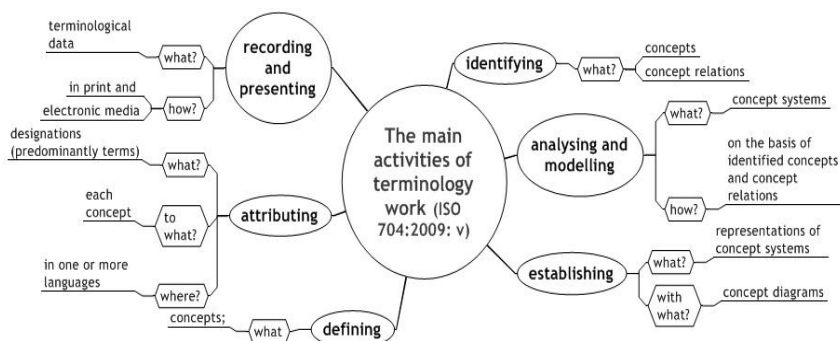 The main
activities of
terminology
work (ISO
704:2009: v)
identifying
what?
concepts
concept relations
analysing and
modelling
what?
concept systems
how?
on the basis of
identified concepts
and concept
relations
establishing
what?
representations of
concept systems
with
what?
concept diagrams
defining
what
concepts;
attributing
what?
designations
(predominantly terms)
to
what?
each
concept
where?
in one or more
languages
recording
and
presenting
what?
terminological
data
how?
in print and
electronic media